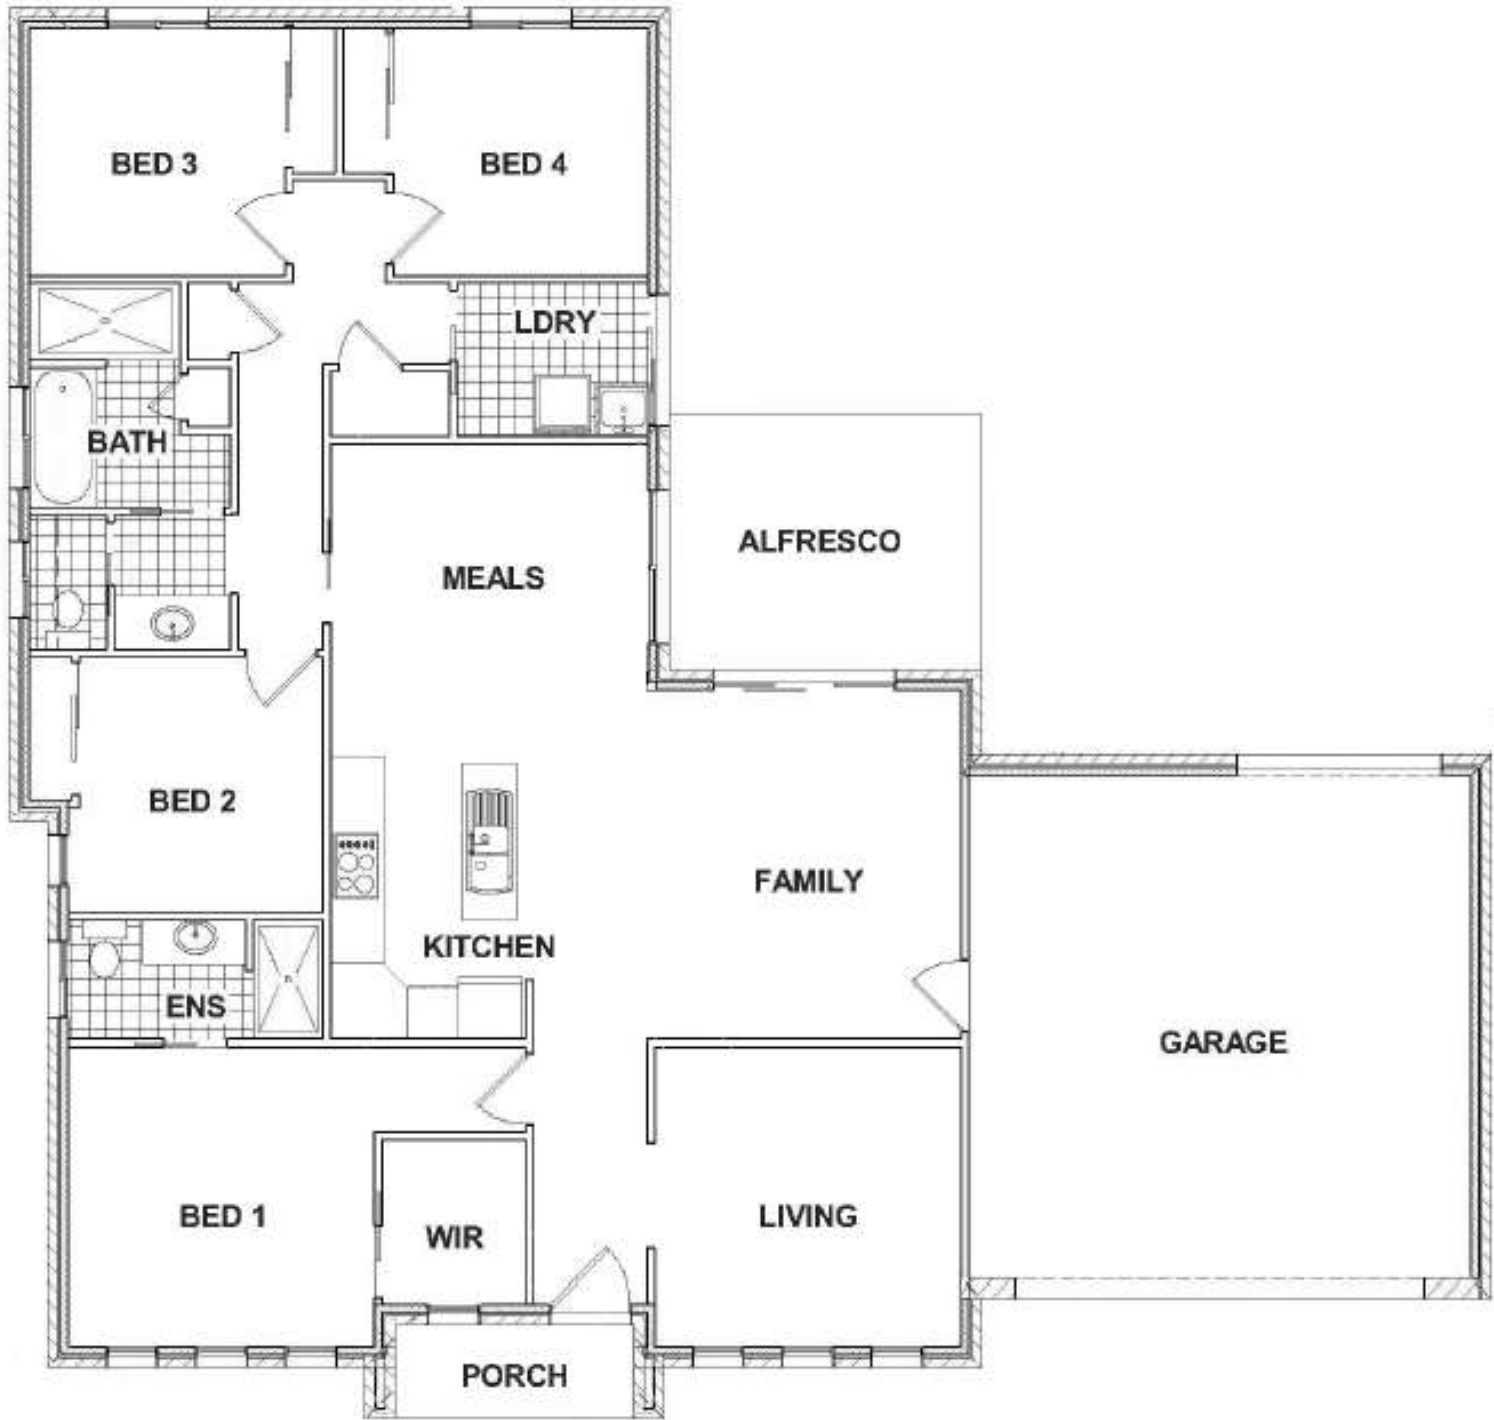 BED 3
BED 4
LDRY
BATH
ALFRESCO
MEALS
BED 2
FAMILY
KITCHEN
ENS
GARAGE
BED 1
LIVING
WIR
PORCH